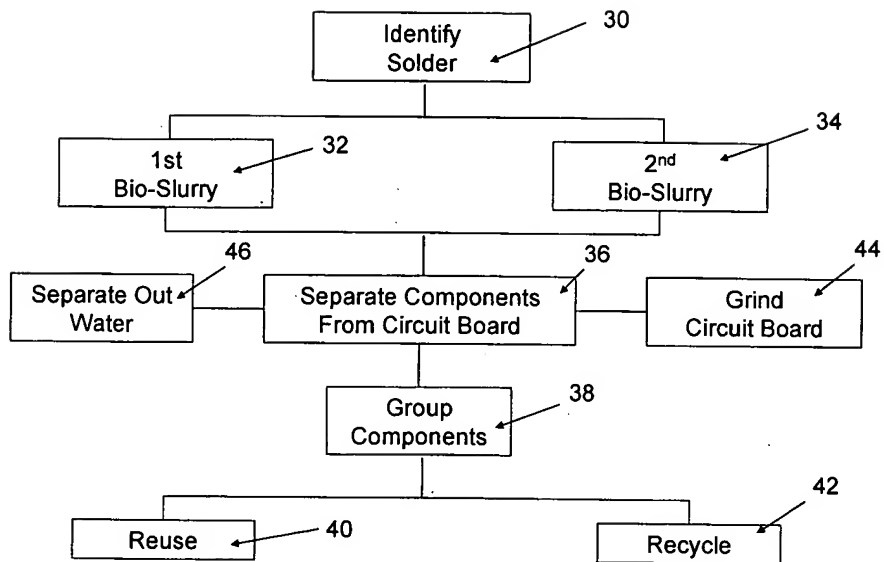 Identify
Solder
30
1st
Bio-Slurry
32
2nd
Bio-Slurry
34
Separate Out
Water
46
Separate Components
From Circuit Board
36
Grind
Circuit Board
44
Group
Components
38
Reuse
40
Recycle
42